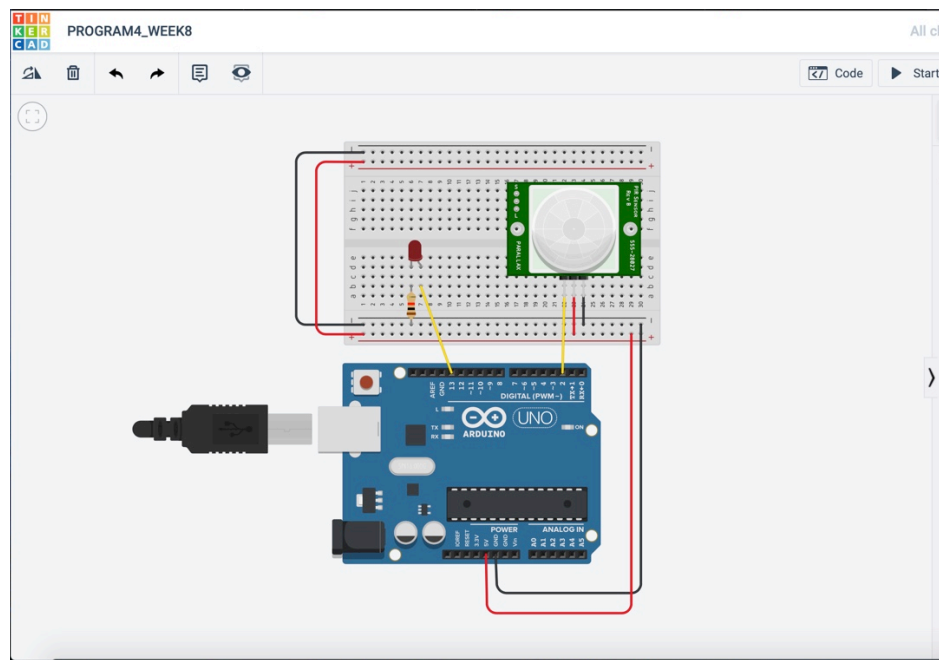 TIN
KER
CAD
PROGRAM4_WEEK8
All
Code
Start
PIR SENSOR
Rev B
PARALLAX
555-28027
AREF
GND
13
12
~11
~10
~9
8
7
~6
~5
4
~3
2
TX→1
RX←0
DIGITAL (PWM~)
L
TX
RX
UNO
ARDUINO
ON
POWER
ANALOG IN
IOREF
RESET
3.3V
5V
GND
GND
Vin
A0
A1
A2
A3
A4
A5